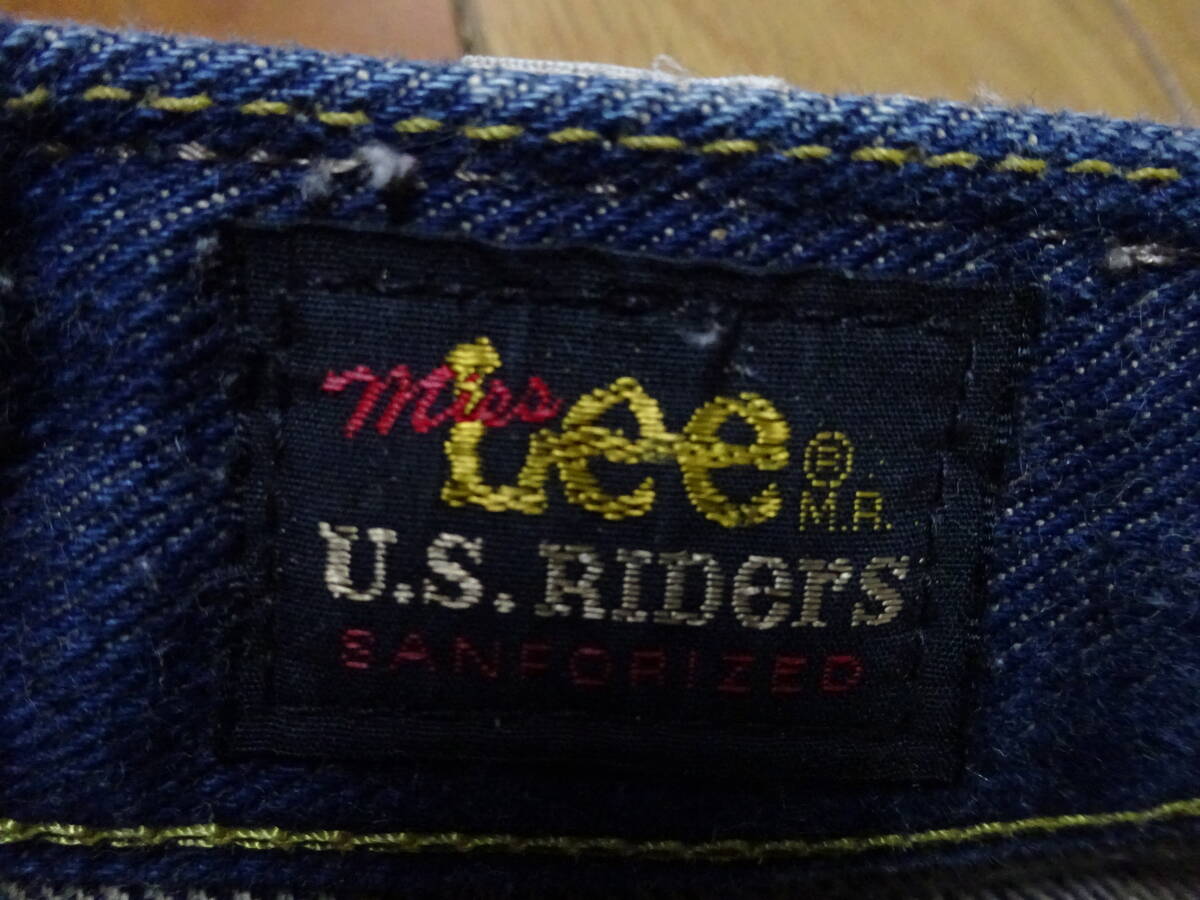 Miss Lee ®
M.R.
U.S. RIDers
SANFORIZED